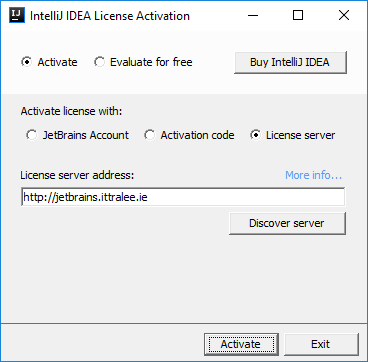 IJ IntelliJ IDEA License Activation
Activate Evaluate for free Buy IntelliJ IDEA
Activate license with:
JetBrains Account Activation code License server
License server address: More info...
http://jetbrains.ittralee.ie
Discover server
Activate Exit